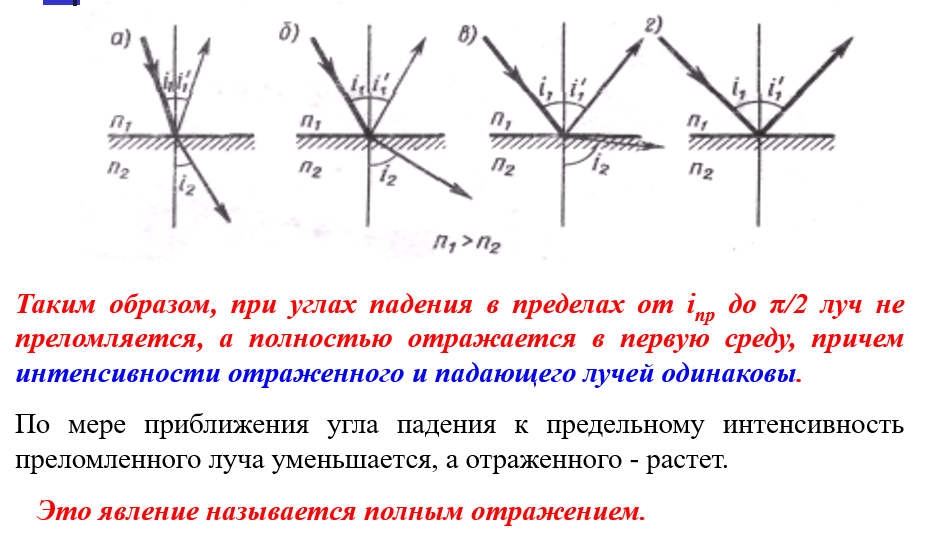 а) б) в) г)
i₁ i₁′ i₁ i₁′ i₁ i₁′ i₁ i₁′
n₁ n₁ n₁ n₁
n₂ n₂ n₂ n₂
i₂ i₂ i₂
n₁ > n₂
Таким образом, при углах падения в пределах от iпр до π/2 луч не
преломляется, а полностью отражается в первую среду, причем
интенсивности отраженного и падающего лучей одинаковы.
По мере приближения угла падения к предельному интенсивность
преломленного луча уменьшается, а отраженного - растет.
Это явление называется полным отражением.